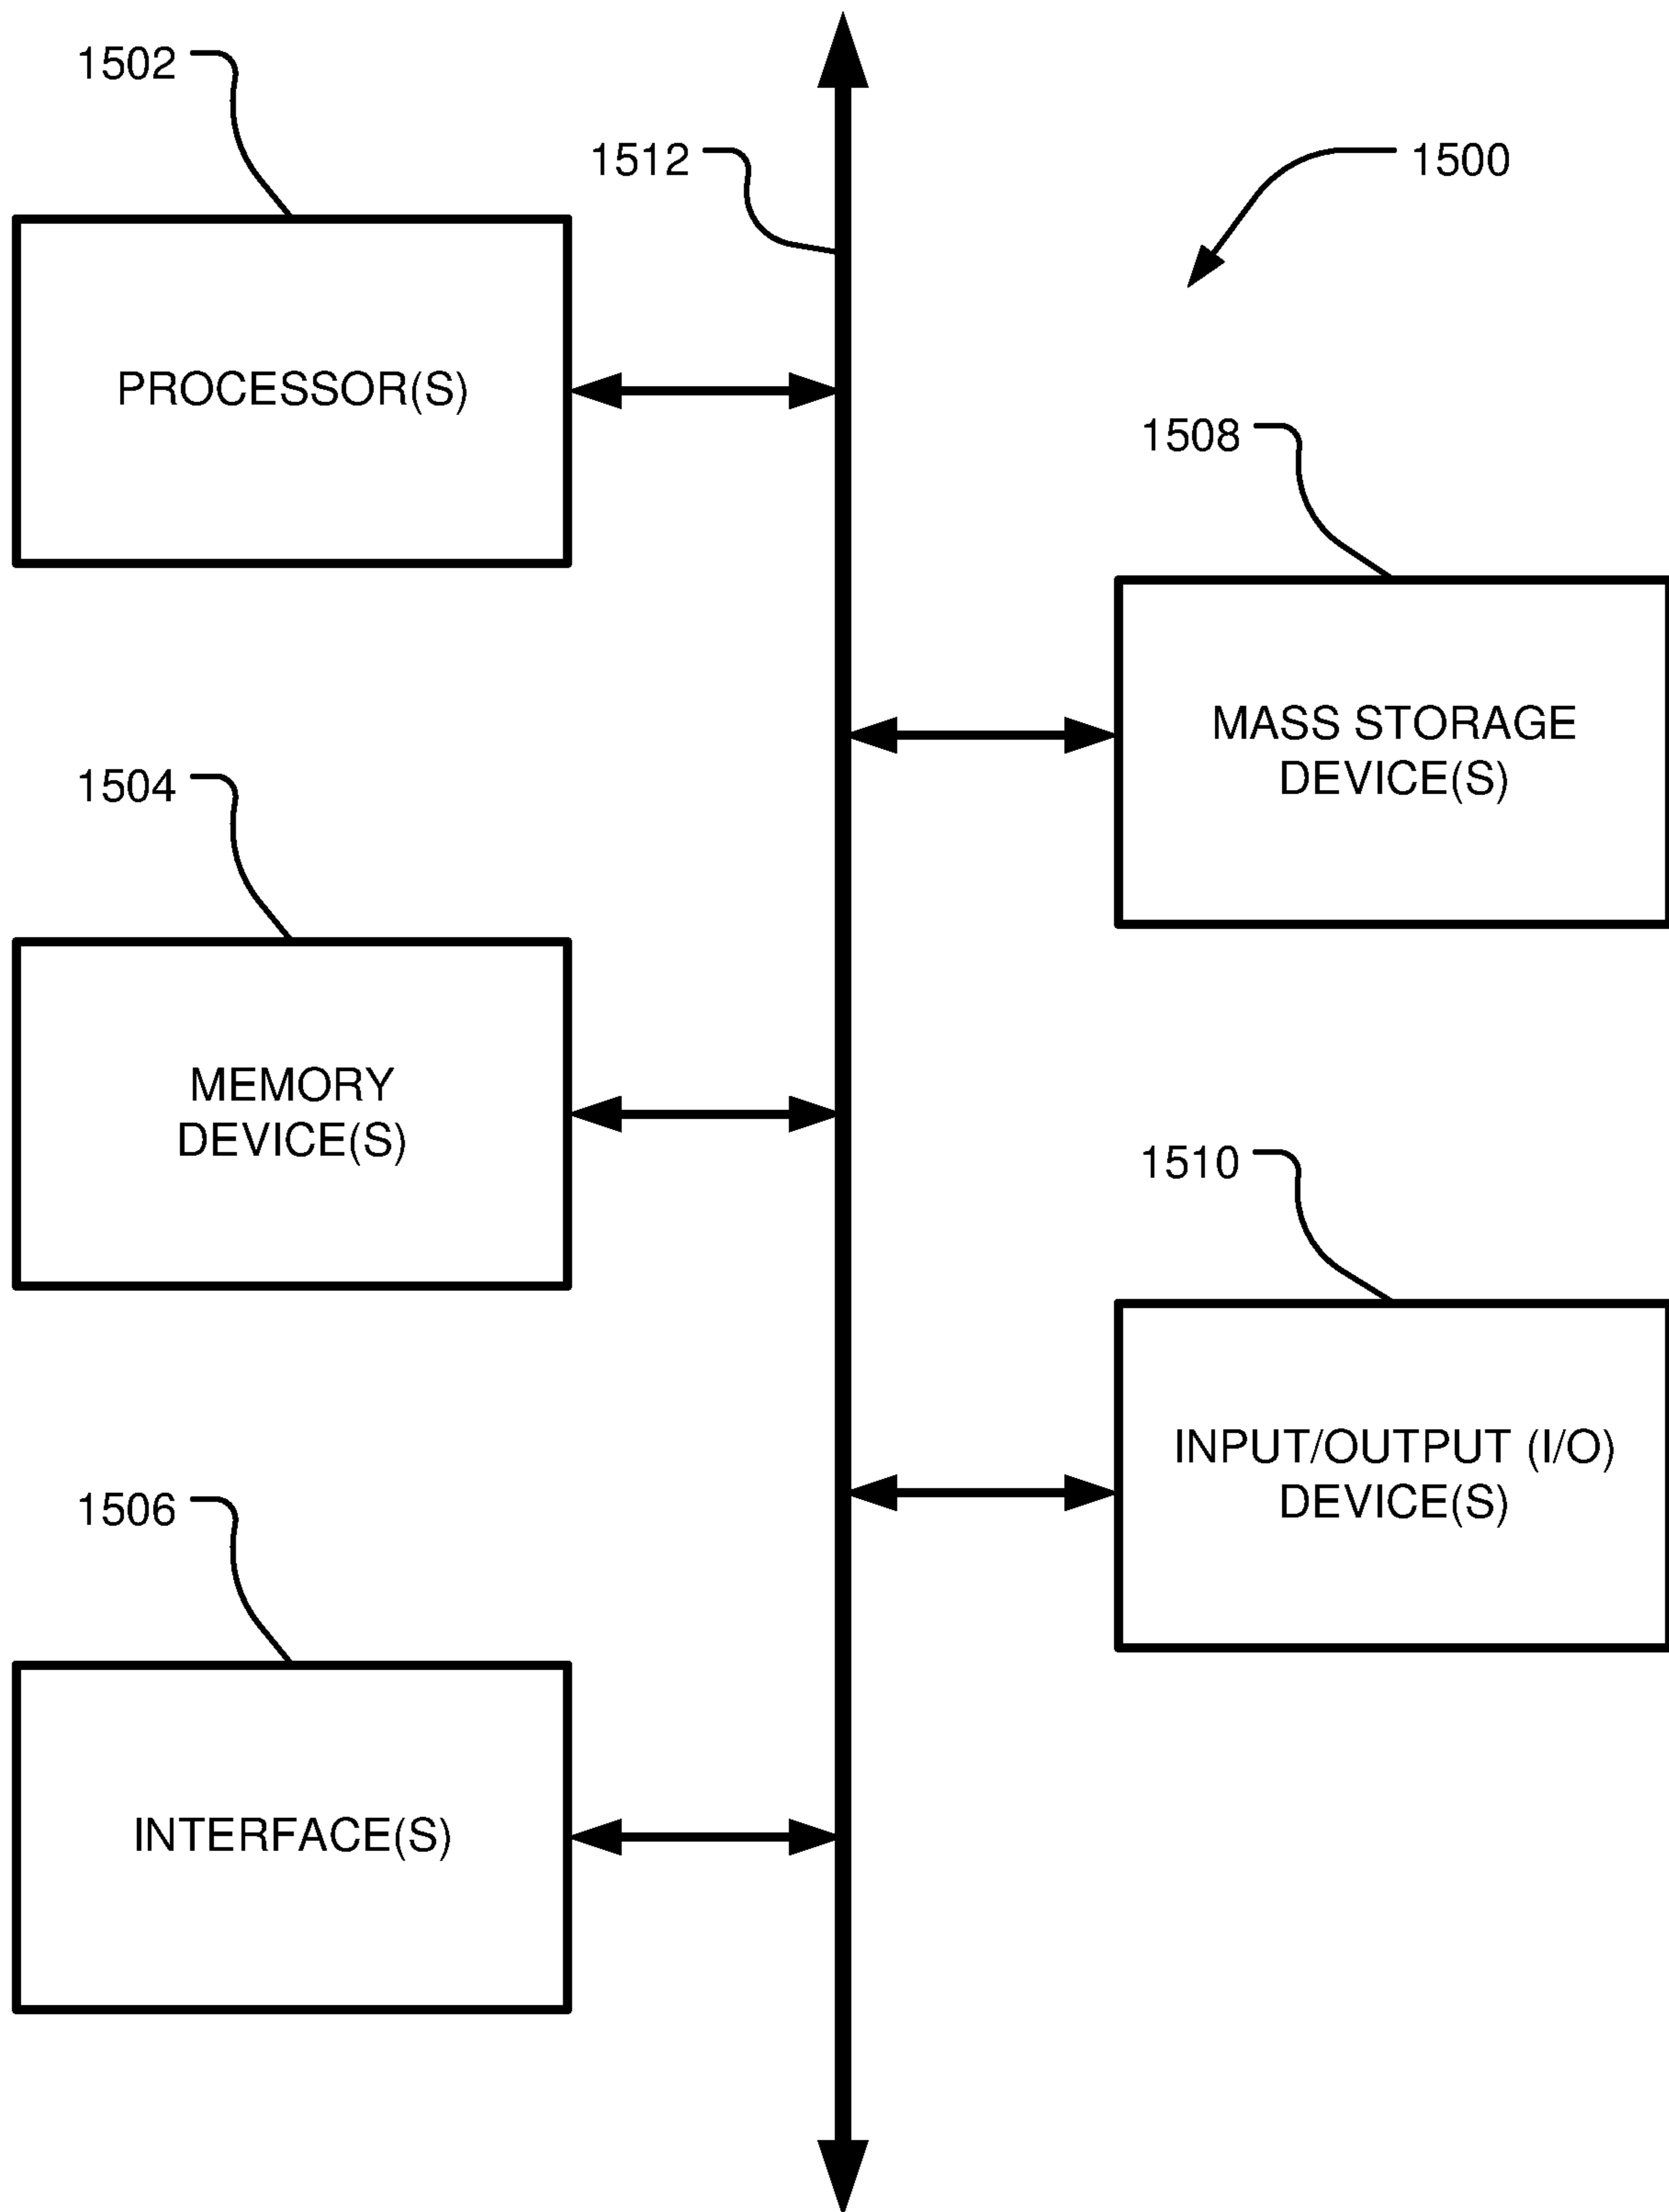 1502
1512
1500
PROCESSOR(S)
1508
MASS STORAGE
DEVICE(S)
1504
MEMORY
DEVICE(S)
1510
INPUT/OUTPUT (I/O)
DEVICE(S)
1506
INTERFACE(S)